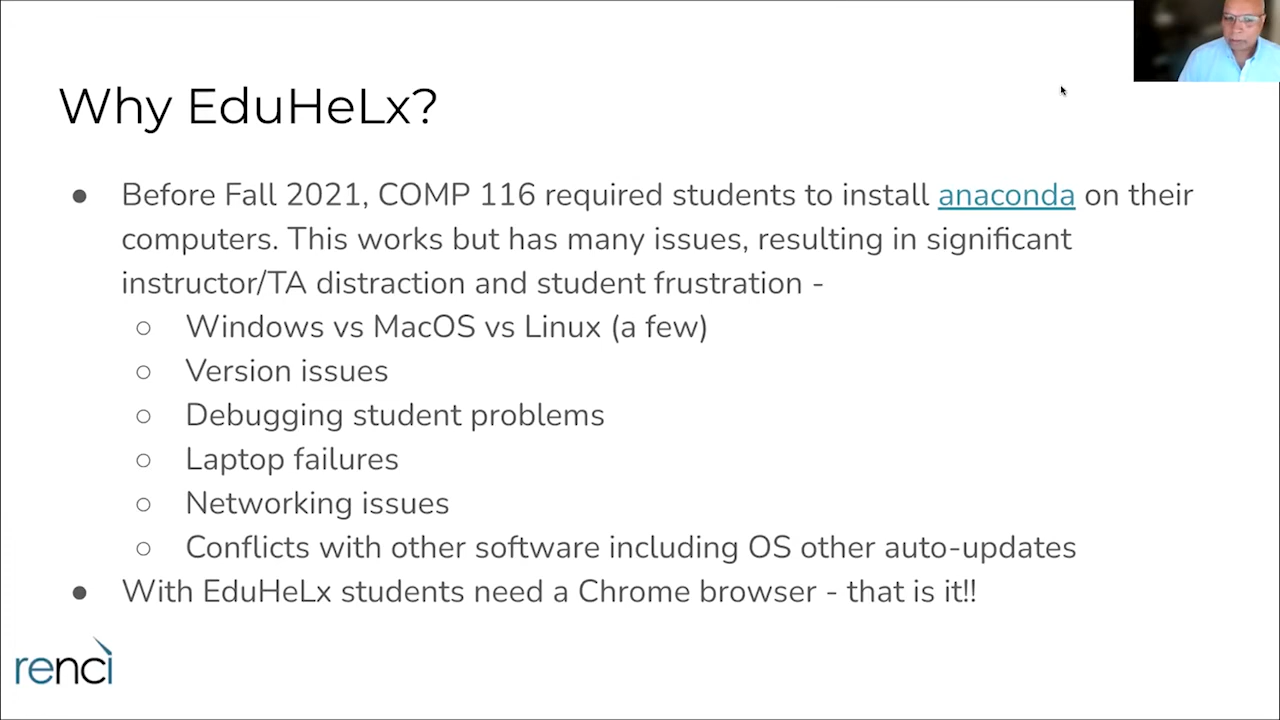 Why EduHeLx?
● Before Fall 2021, COMP 116 required students to install anaconda on their
computers. This works but has many issues, resulting in significant
instructor/TA distraction and student frustration -
○ Windows vs MacOS vs Linux (a few)
○ Version issues
○ Debugging student problems
○ Laptop failures
○ Networking issues
○ Conflicts with other software including OS other auto-updates
● With EduHeLx students need a Chrome browser - that is it!!
renci